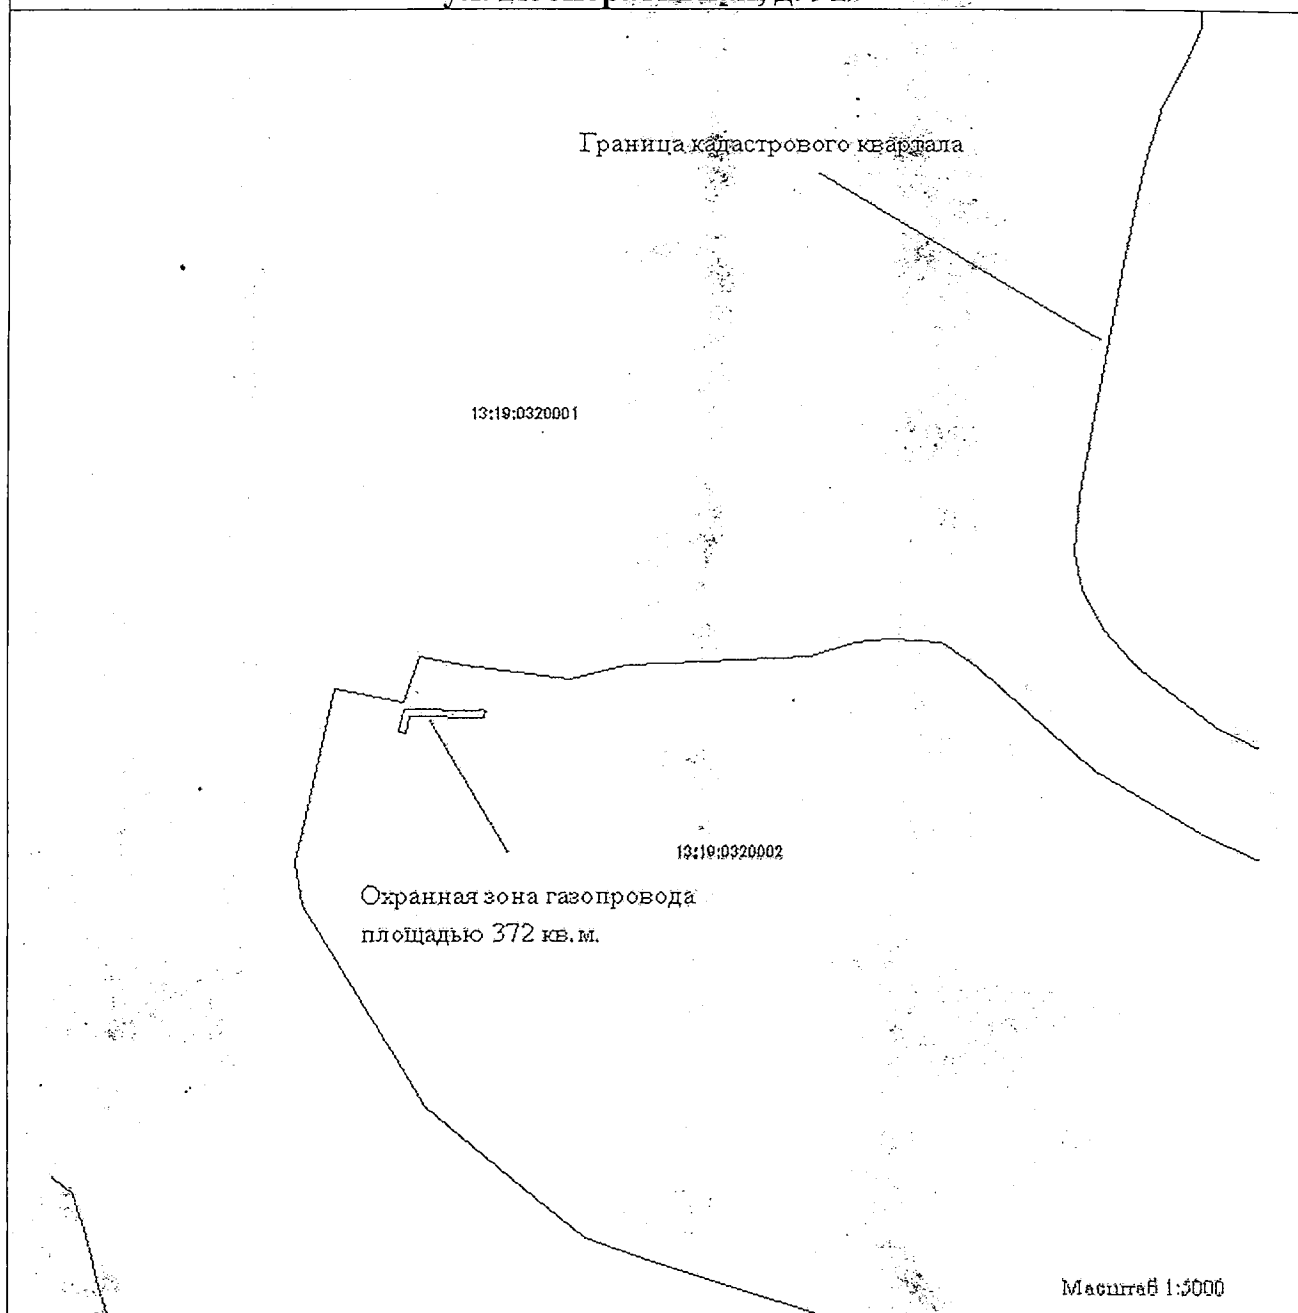 Граница кадастрового квартала
13:19:0320001
13:19:0320002
Охранная зона газопровода
площадью 372 кв.м.
Масштаб 1:5000